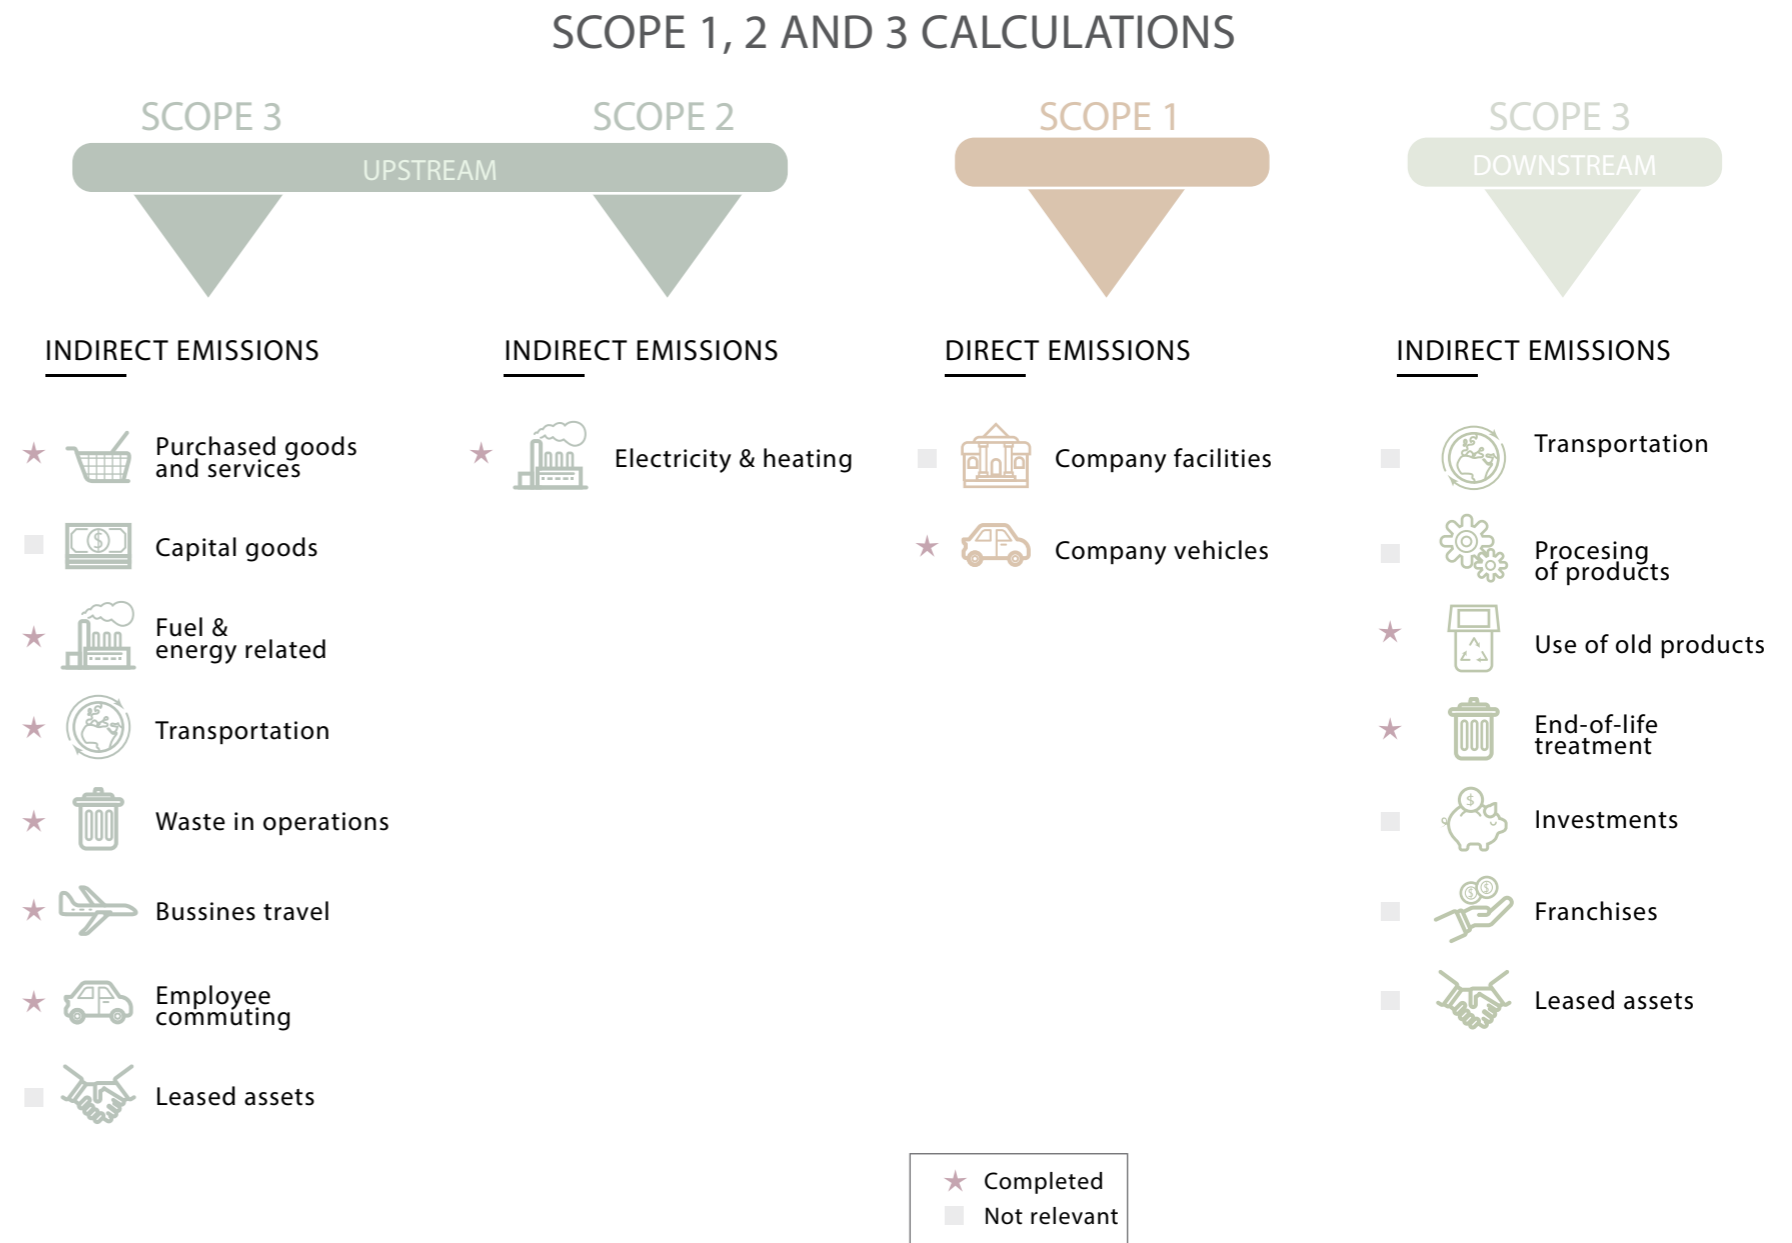 SCOPE 1, 2 AND 3 CALCULATIONS
SCOPE 3
SCOPE 2
UPSTREAM
SCOPE 1
SCOPE 3
DOWNSTREAM
INDIRECT EMISSIONS
Purchased goods
and services
Capital goods
Fuel &
energy related
Transportation
Waste in operations
Bussines travel
Employee
commuting
Leased assets
INDIRECT EMISSIONS
Electricity & heating
DIRECT EMISSIONS
Company facilities
Company vehicles
INDIRECT EMISSIONS
Transportation
Procesing
of products
Use of old products
End-of-life
treatment
Investments
Franchises
Leased assets
Completed
Not relevant